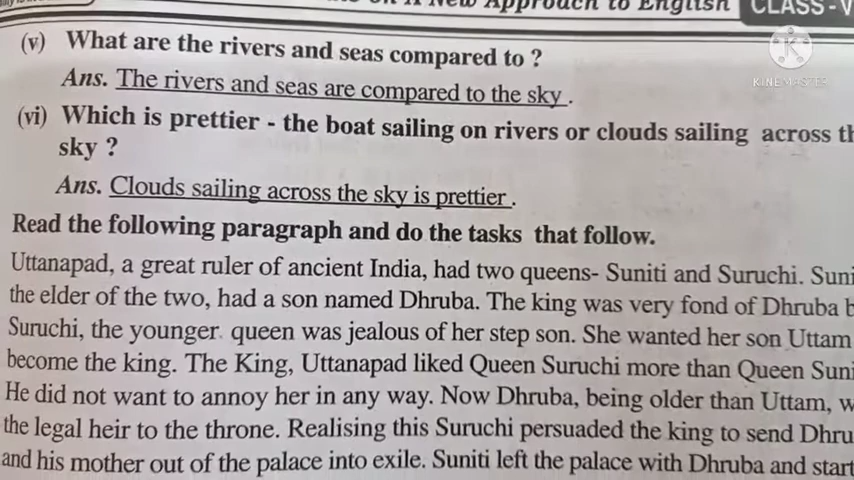 A New Approach to English CLASS-V
KINEMASTER
(v) What are the rivers and seas compared to ?
Ans. The rivers and seas are compared to the sky .
(vi) Which is prettier - the boat sailing on rivers or clouds sailing across th
sky ?
Ans. Clouds sailing across the sky is prettier .
Read the following paragraph and do the tasks that follow.
Uttanapad, a great ruler of ancient India, had two queens- Suniti and Suruchi. Suni
the elder of the two, had a son named Dhruba. The king was very fond of Dhruba b
Suruchi, the younger queen was jealous of her step son. She wanted her son Uttam
become the king. The King, Uttanapad liked Queen Suruchi more than Queen Suni
He did not want to annoy her in any way. Now Dhruba, being older than Uttam, w
the legal heir to the throne. Realising this Suruchi persuaded the king to send Dhru
and his mother out of the palace into exile. Suniti left the palace with Dhruba and start